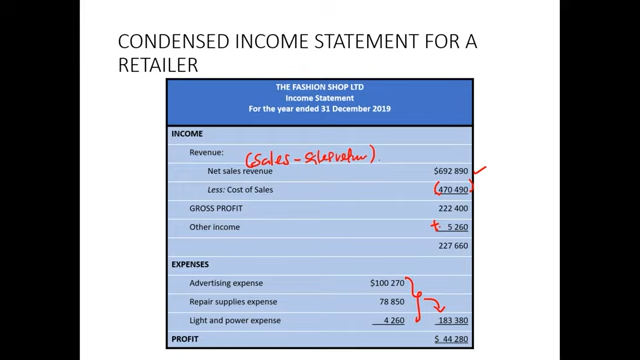 CONDENSED INCOME STATEMENT FOR A
RETAILER
THE FASHION SHOP LTD
Income Statement
For the year ended 31 December 2019
INCOME
Revenue:
(Sales - Sales return)
Net sales revenue $692 890
Less: Cost of Sales (470 490)
GROSS PROFIT 222 400
Other income + 5 260
227 660
EXPENSES
Advertising expense $100 270
Repair supplies expense 78 850
Light and power expense 4 260 183 380
PROFIT $ 44 280